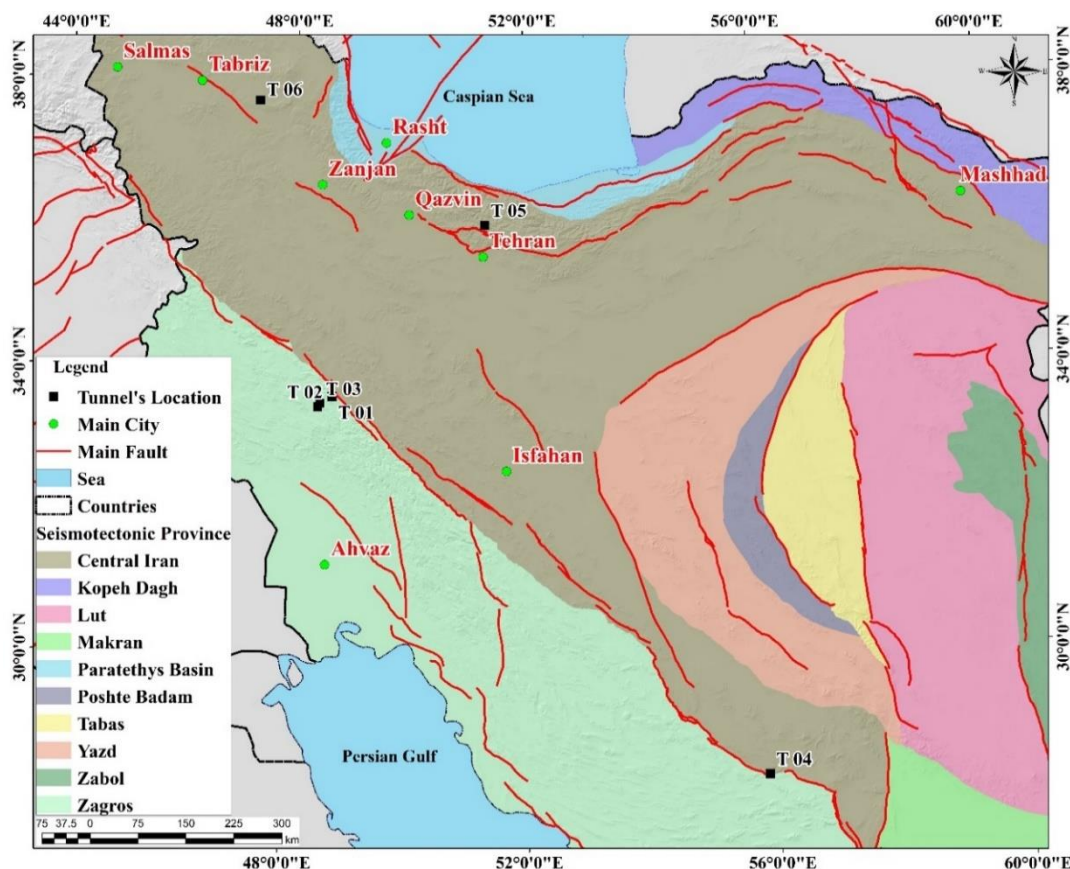 44°0'0"E
48°0'0"E
52°0'0"E
56°0'0"E
60°0'0"E
38°0'0"N
38°0'0"N
Salmas
Tabriz
T 06
Caspian Sea
N
W
E
S
Rasht
Zanjan
Mashhad
Qazvin
T 05
Tehran
34°0'0"N
34°0'0"N
Legend
Tunnel's Location
Main City
Main Fault
Sea
Countries
Seismotectonic Province
Central Iran
Kopeh Dagh
Lut
Makran
Paratethys Basin
Poshte Badam
Tabas
Yazd
Zabol
Zagros
T 02
T 03
T 01
Isfahan
Ahvaz
30°0'0"N
30°0'0"N
Persian Gulf
T 04
75 37.5 0 75 150 225 300
km
48°0'0"E
52°0'0"E
56°0'0"E
60°0'0"E